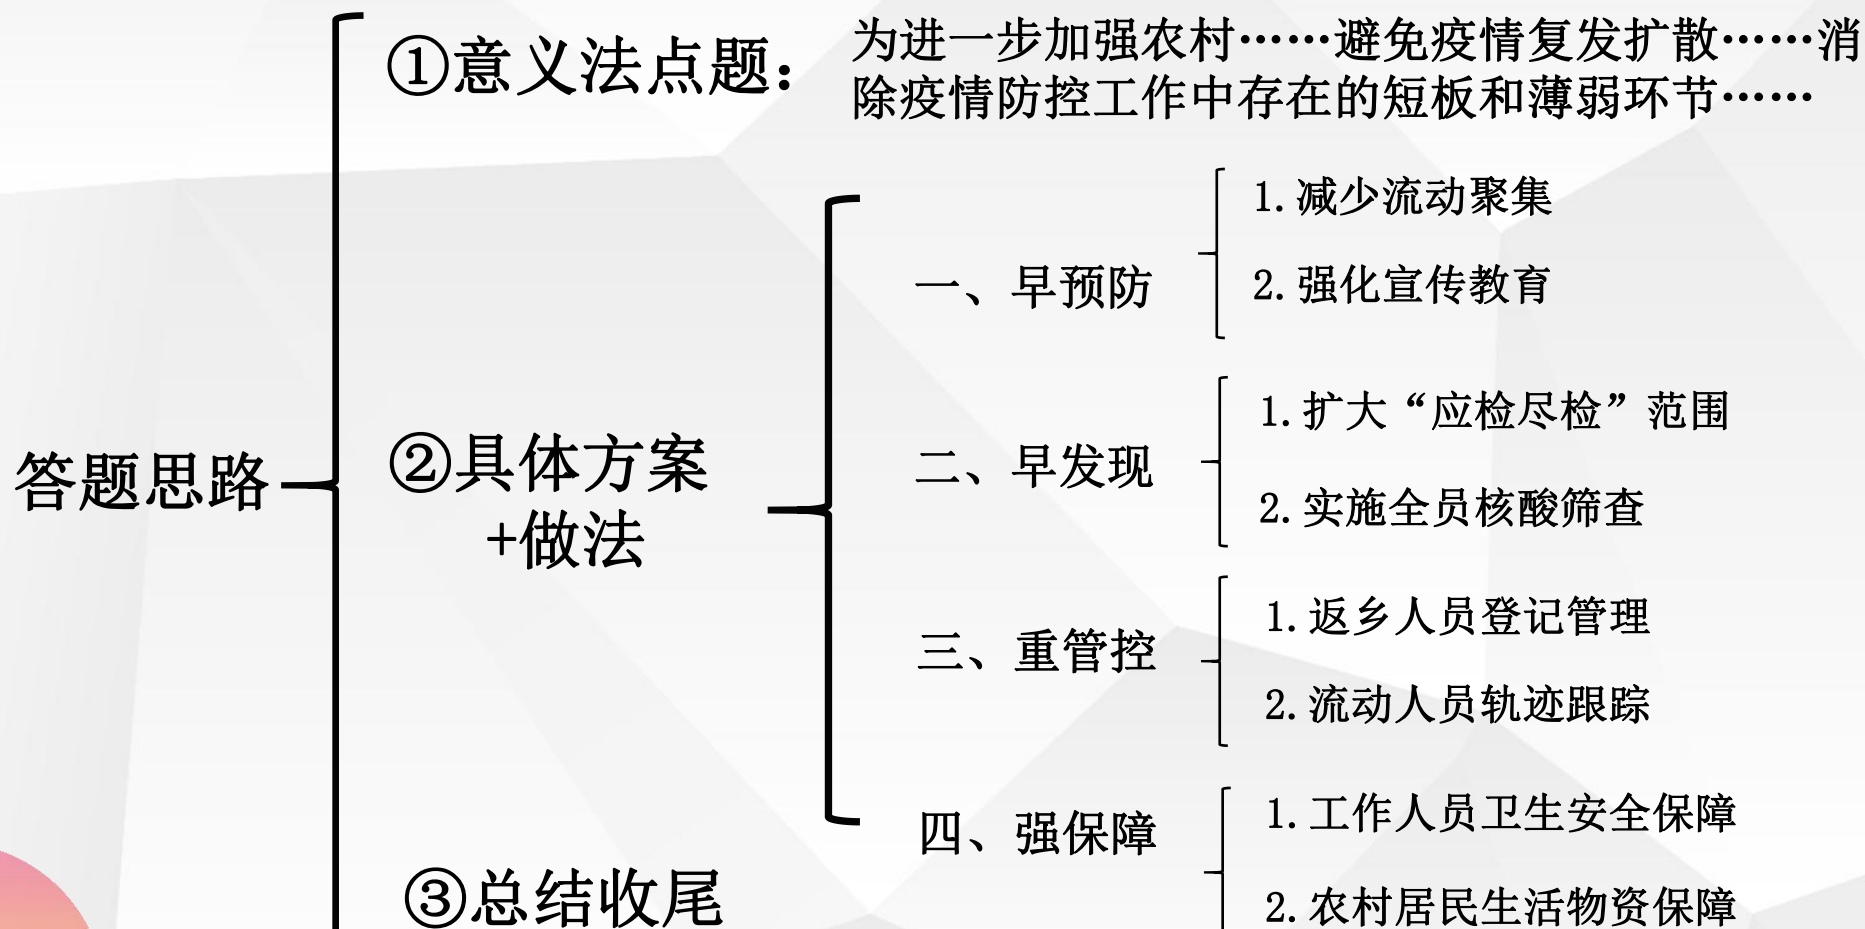 ①意义法点题：
为进一步加强农村……避免疫情复发扩散……消
除疫情防控工作中存在的短板和薄弱环节……
答题思路
②具体方案
+做法
一、早预防
1.减少流动聚集
2.强化宣传教育
二、早发现
1.扩大“应检尽检”范围
2.实施全员核酸筛查
三、重管控
1.返乡人员登记管理
2.流动人员轨迹跟踪
四、强保障
1.工作人员卫生安全保障
2.农村居民生活物资保障
③总结收尾